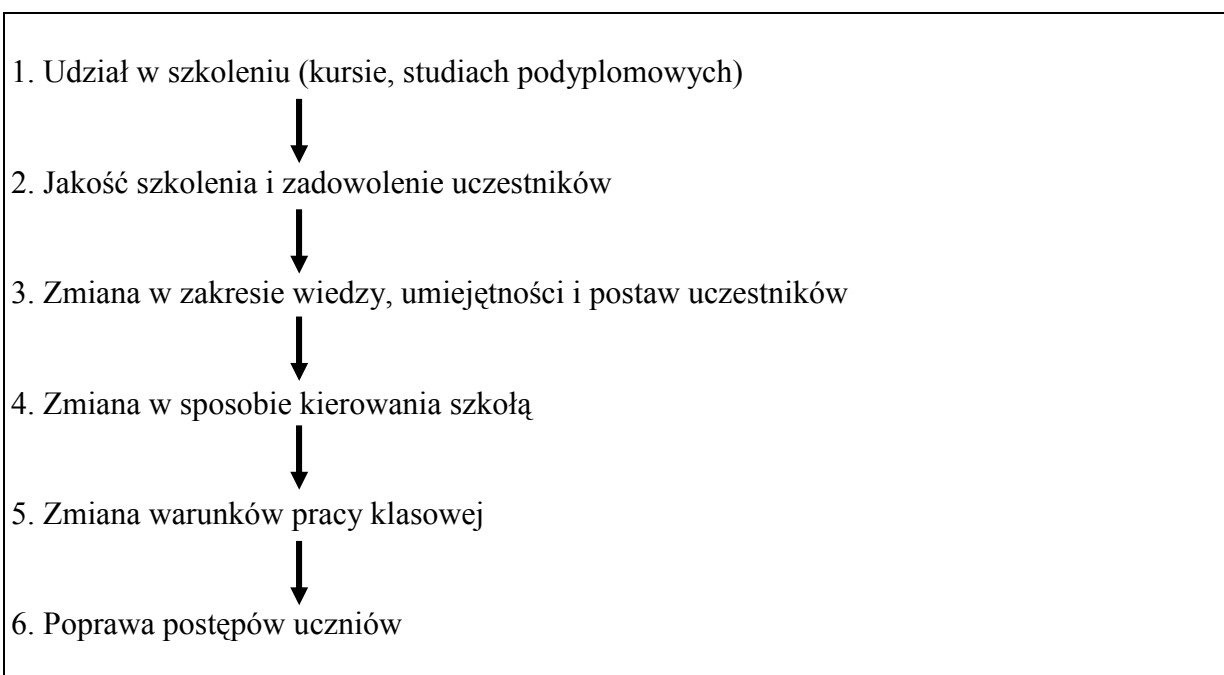 1. Udział w szkoleniu (kursie, studiach podyplomowych)
2. Jakość szkolenia i zadowolenie uczestników
3. Zmiana w zakresie wiedzy, umiejętności i postaw uczestników
4. Zmiana w sposobie kierowania szkołą
5. Zmiana warunków pracy klasowej
6. Poprawa postępów uczniów